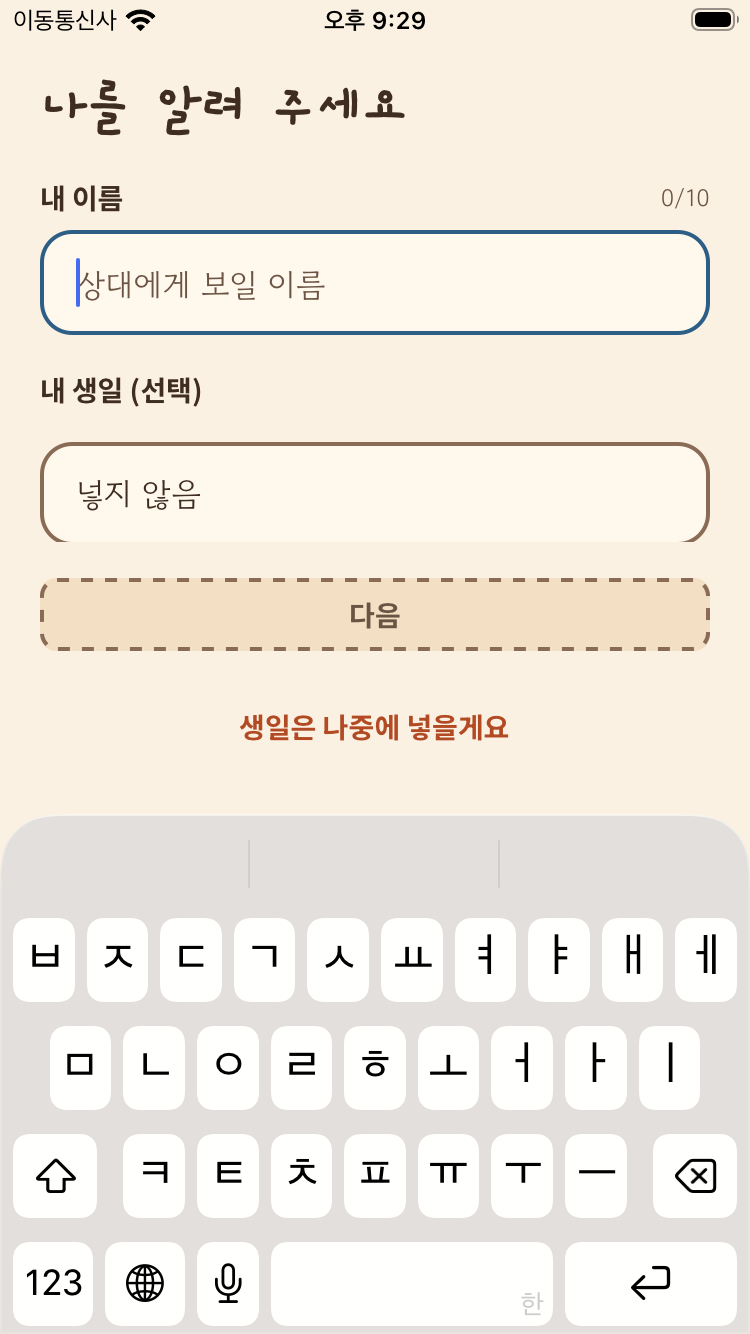 이동통신사 오후 9:29
나를 알려 주세요
내 이름 0/10
상대에게 보일 이름
내 생일 (선택)
넣지 않음
다음
생일은 나중에 넣을게요
ㅂ ㅈ ㄷ ㄱ ㅅ ㅛ ㅕ ㅑ ㅐ ㅔ
ㅁ ㄴ ㅇ ㄹ ㅎ ㅗ ㅓ ㅏ ㅣ
ㅋ ㅌ ㅊ ㅍ ㅠ ㅜ ㅡ
123 한